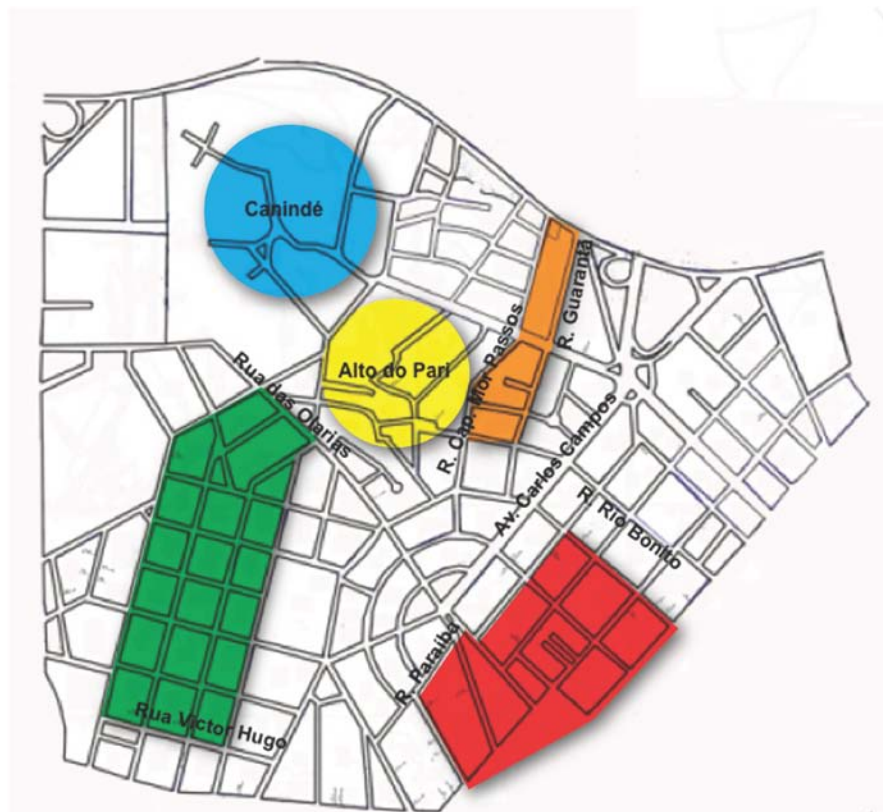 Canindé
R. Guarantã
R. Cap. Mor. Passos
Alto do Pari
Rua das Olarias
Av. Carlos Campos
R. Rio Bonito
R. Paraíba
Rua Victor Hugo